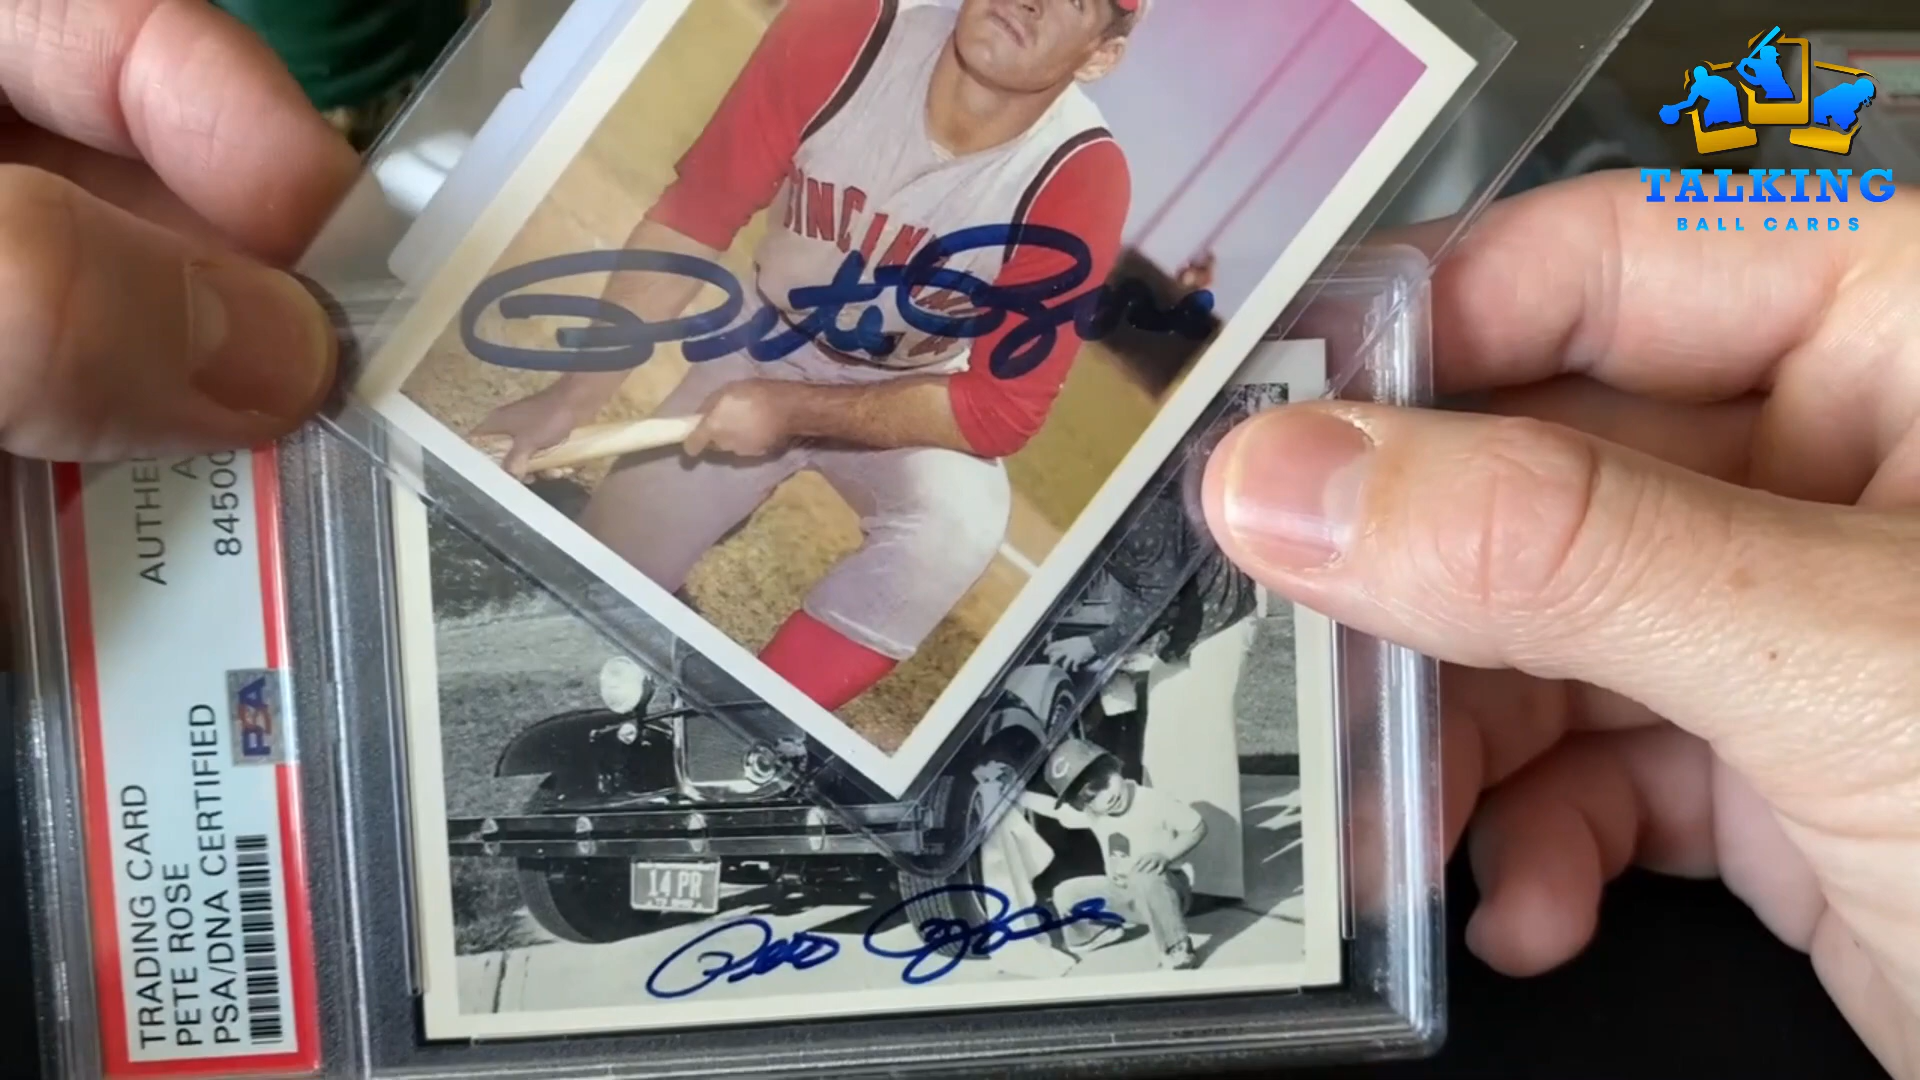 TALKING
BALL CARDS
CINCIN
Pete Rose
AUTHE
A
84500
PSA
TRADING CARD
PETE ROSE
PSA/DNA CERTIFIED
14 PR
Pete Rose